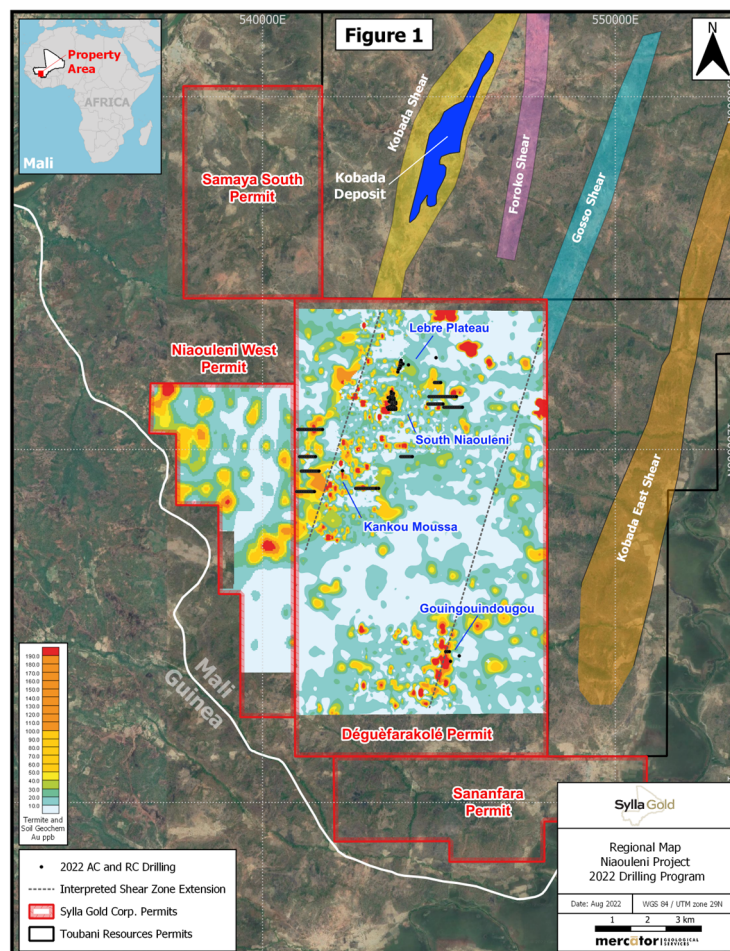 540000E
550000E
Figure 1
N
Property
Area
AFRICA
Mali
Kobada Shear
Kobada
Deposit
Foroko Shear
Gosso Shear
Kobada East Shear
Samaya South
Permit
Niaouleni West
Permit
Lebre Plateau
South Niaouleni
Kankou Moussa
Gouingouindougou
Mali
Guinea
Déguèfarakolé Permit
Sananfara
Permit
190.0
180.0
170.0
160.0
150.0
140.0
130.0
120.0
110.0
100.0
90.0
80.0
70.0
60.0
50.0
40.0
30.0
20.0
10.0
Termite and
Soil Geochem
Au ppb
2022 AC and RC Drilling
Interpreted Shear Zone Extension
Sylla Gold Corp. Permits
Toubani Resources Permits
Sylla Gold
Regional Map
Niaouleni Project
2022 Drilling Program
Date: Aug 2022
WGS 84 / UTM zone 29N
1 2 3 km
mercator GEOLOGICAL SERVICES